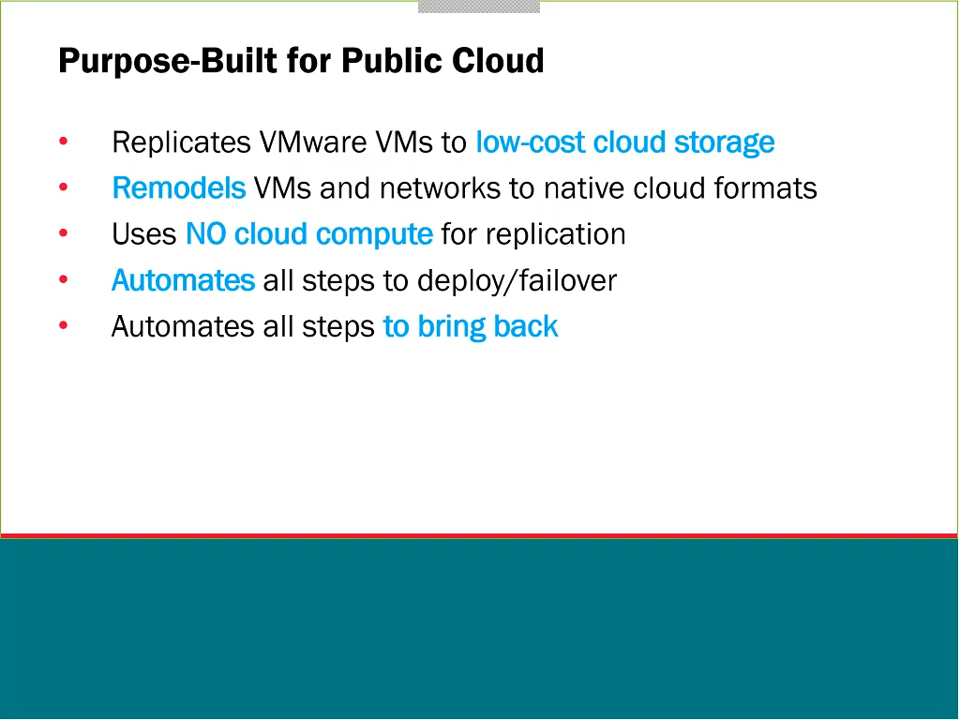 Purpose-Built for Public Cloud
• Replicates VMware VMs to low-cost cloud storage
• Remodels VMs and networks to native cloud formats
• Uses NO cloud compute for replication
• Automates all steps to deploy/failover
• Automates all steps to bring back